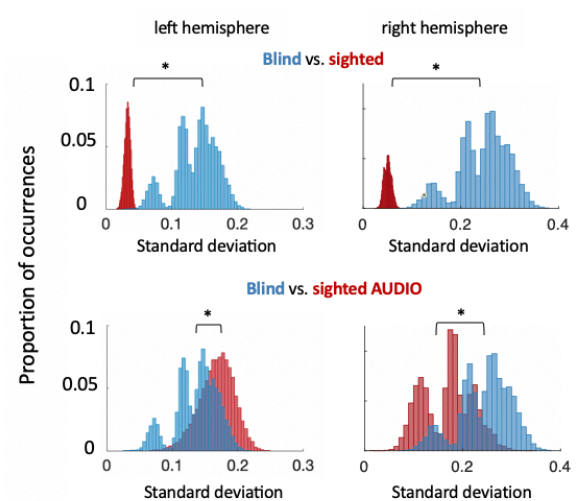 left hemisphere right hemisphere
Blind vs. sighted
* *
0.1
0.05
0
0 0.1 0.2 0.3 0 0.2 0.4
Standard deviation Standard deviation
Proportion of occurrences
Blind vs. sighted AUDIO
* *
0.1
0.05
0
0 0.1 0.2 0.3 0 0.2 0.4
Standard deviation Standard deviation